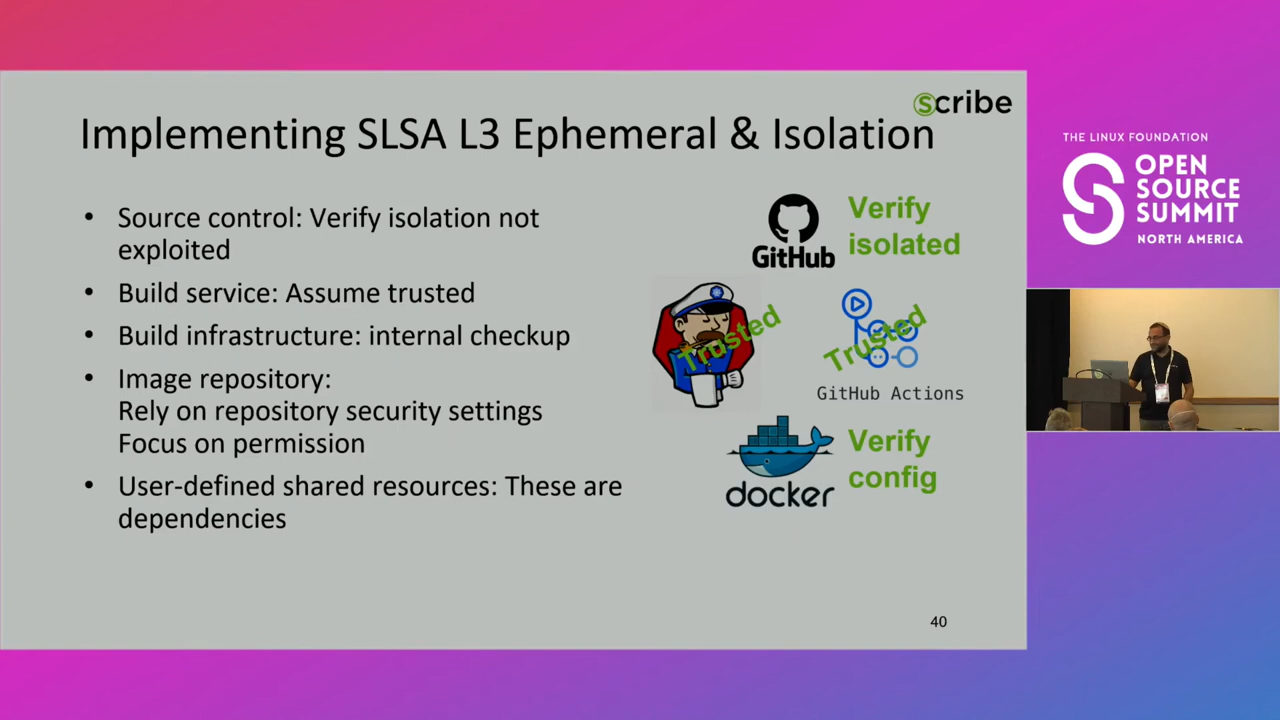 scribe
Implementing SLSA L3 Ephemeral & Isolation
• Source control: Verify isolation not
exploited
• Build service: Assume trusted
• Build infrastructure: internal checkup
• Image repository:
Rely on repository security settings
Focus on permission
• User-defined shared resources: These are
dependencies
GitHub
Verify
isolated
Trusted
Trusted
GitHub Actions
docker
Verify
config
40
THE LINUX FOUNDATION
OPEN
SOURCE
SUMMIT
NORTH AMERICA